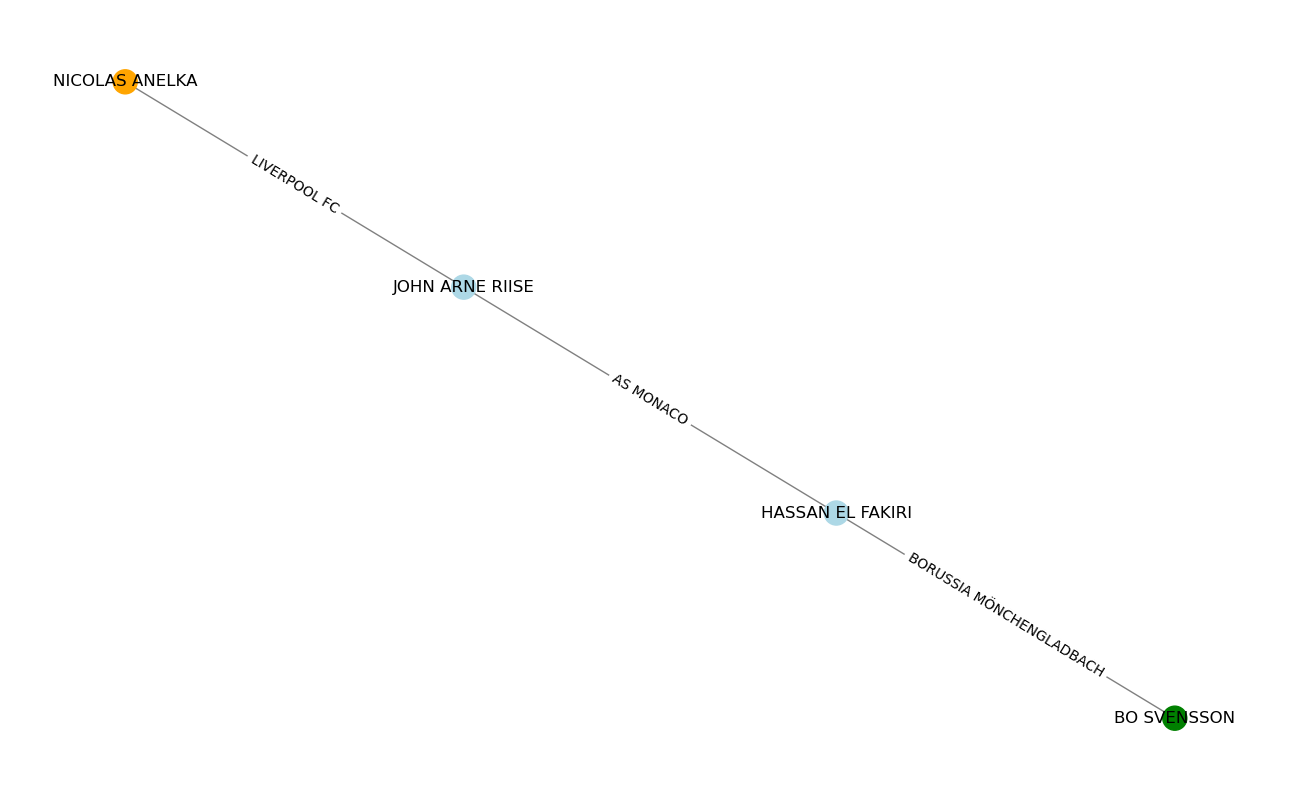 NICOLAS ANELKA
LIVERPOOL FC
JOHN ARNE RIISE
AS MONACO
HASSAN EL FAKIRI
BORUSSIA MÖNCHENGLADBACH
BO SVENSSON